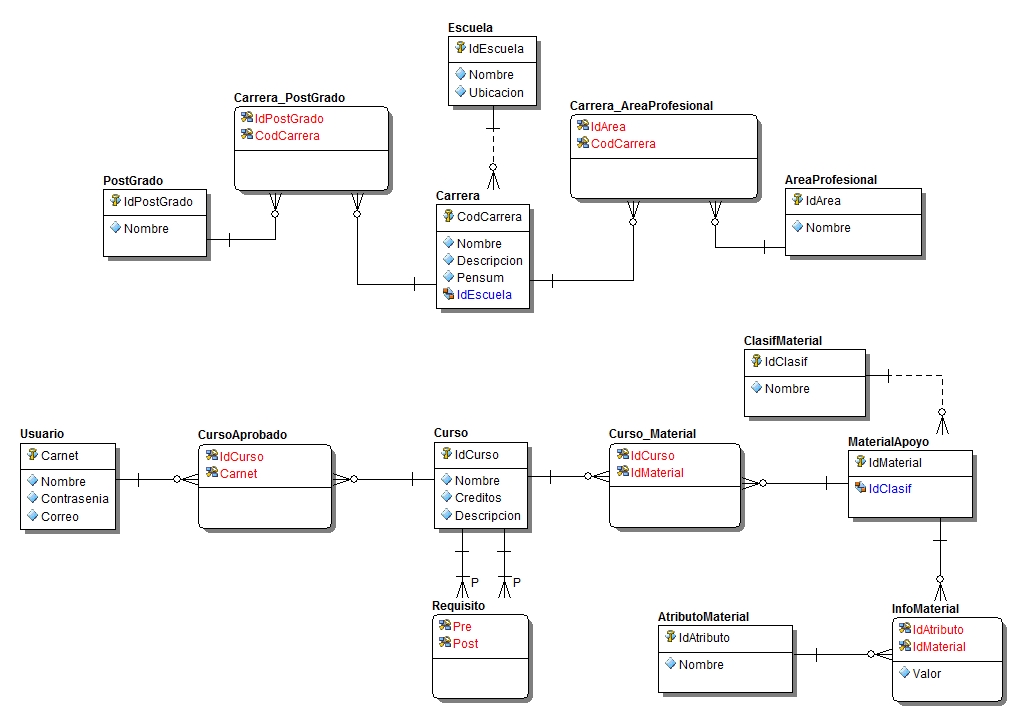 Escuela
IdEscuela
Nombre
Ubicacion
Carrera_PostGrado
IdPostGrado
CodCarrera
Carrera_AreaProfesional
IdArea
CodCarrera
PostGrado
IdPostGrado
Nombre
Carrera
CodCarrera
Nombre
Descripcion
Pensum
IdEscuela
AreaProfesional
IdArea
Nombre
ClasifMaterial
IdClasif
Nombre
Usuario
Carnet
Nombre
Contrasenia
Correo
CursoAprobado
IdCurso
Carnet
Curso
IdCurso
Nombre
Creditos
Descripcion
Curso_Material
IdCurso
IdMaterial
MaterialApoyo
IdMaterial
IdClasif
P
P
Requisito
Pre
Post
AtributoMaterial
IdAtributo
Nombre
InfoMaterial
IdAtributo
IdMaterial
Valor